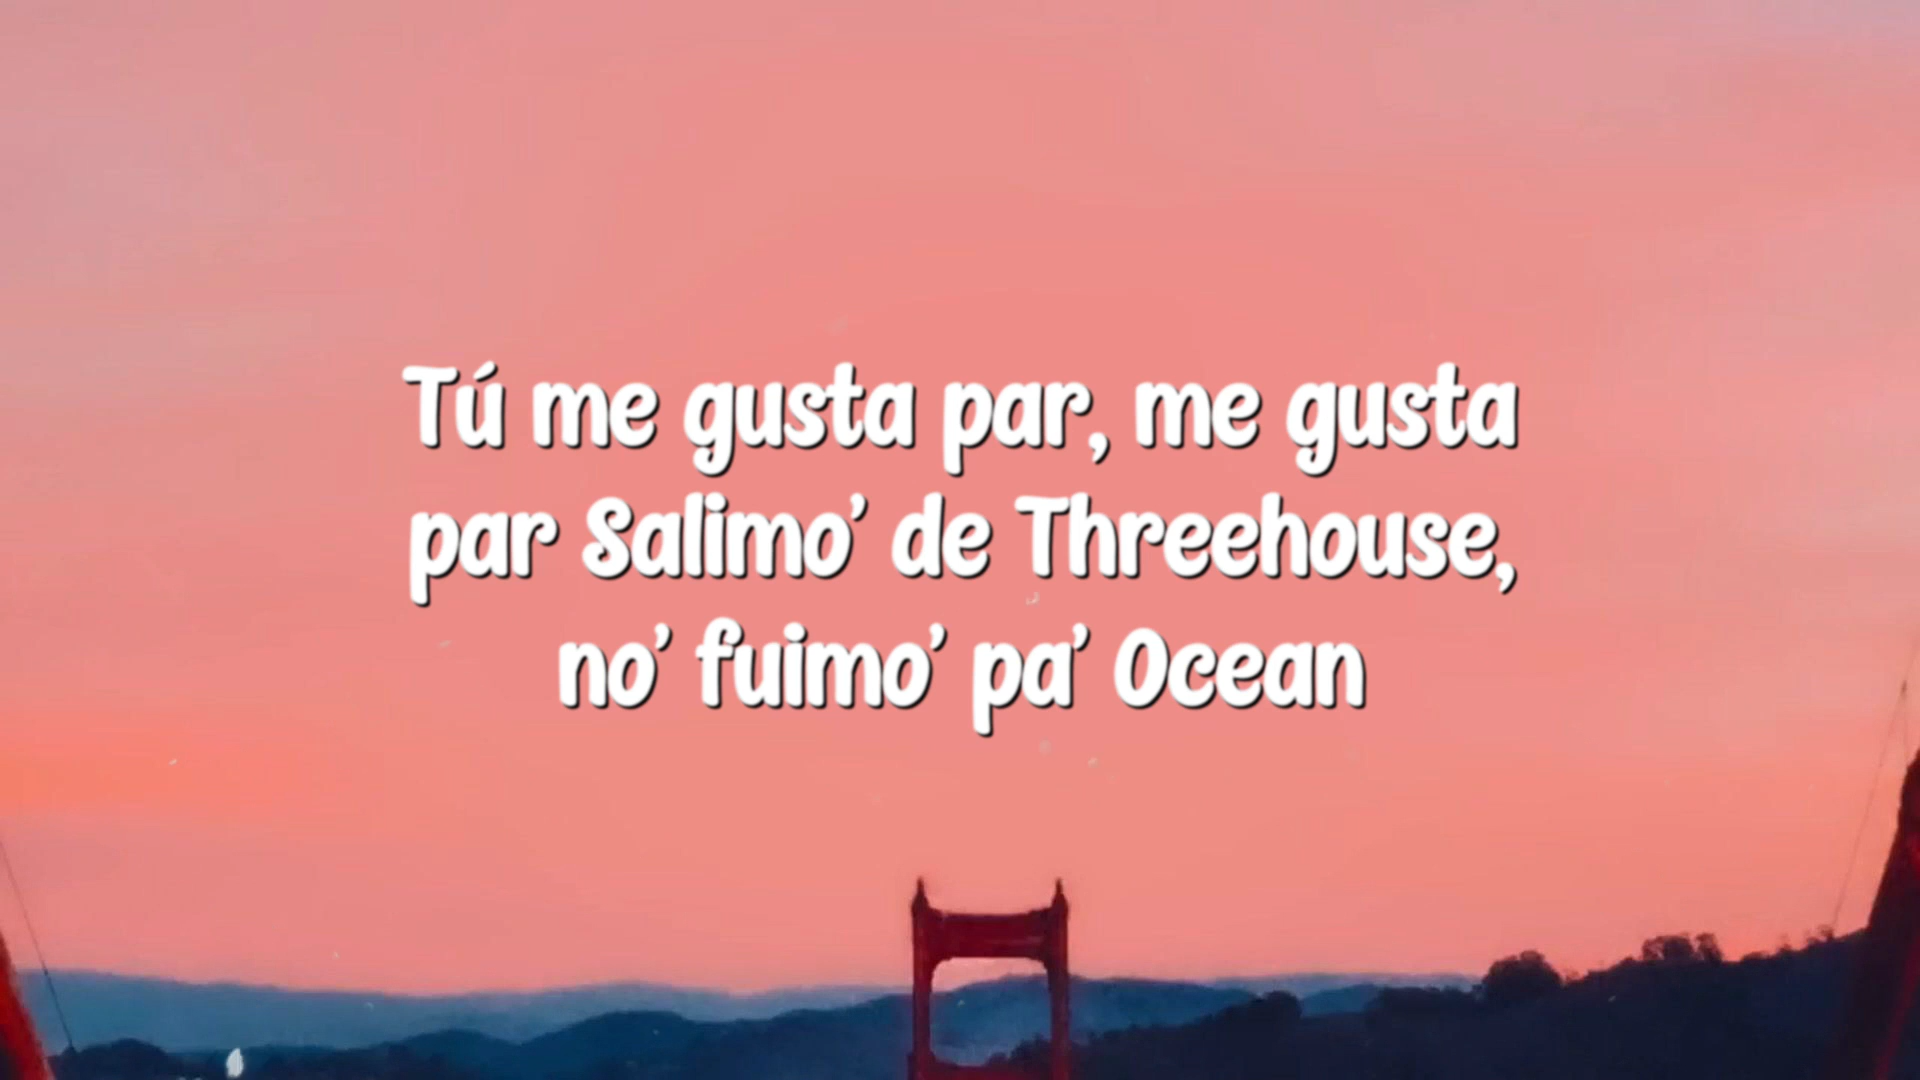 Tú me gusta par, me gusta
par Salimo' de Threehouse,
no' fuimo' pa' Ocean